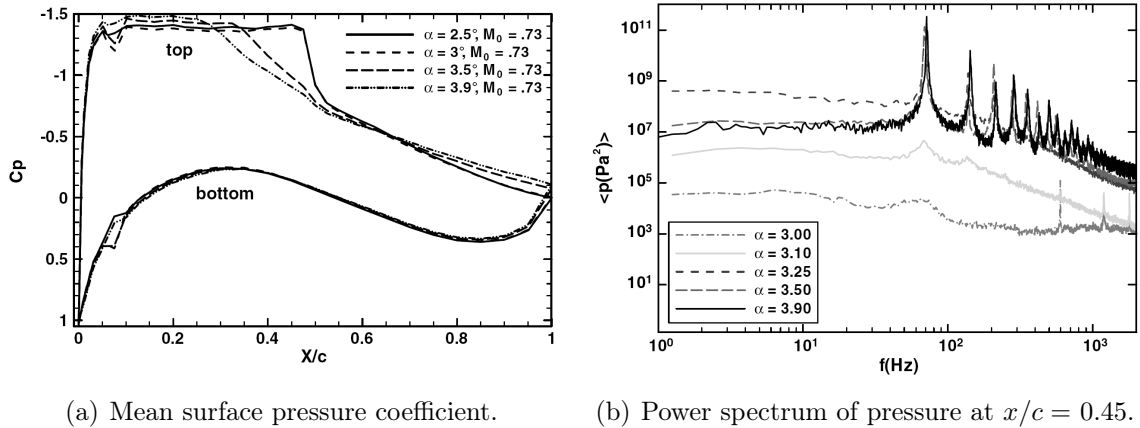 -1.5
-1
-0.5
0
0.5
1
Cp
0
0.2
0.4
0.6
0.8
1
X/c
top
bottom
α = 2.5°, M₀ = .73
α = 3°, M₀ = .73
α = 3.5°, M₀ = .73
α = 3.9°, M₀ = .73
(a) Mean surface pressure coefficient.
10¹¹
10⁹
10⁷
10⁵
10³
10¹
<p(Pa²)>
10⁰
10¹
10²
10³
f(Hz)
α = 3.00
α = 3.10
α = 3.25
α = 3.50
α = 3.90
(b) Power spectrum of pressure at x/c = 0.45.